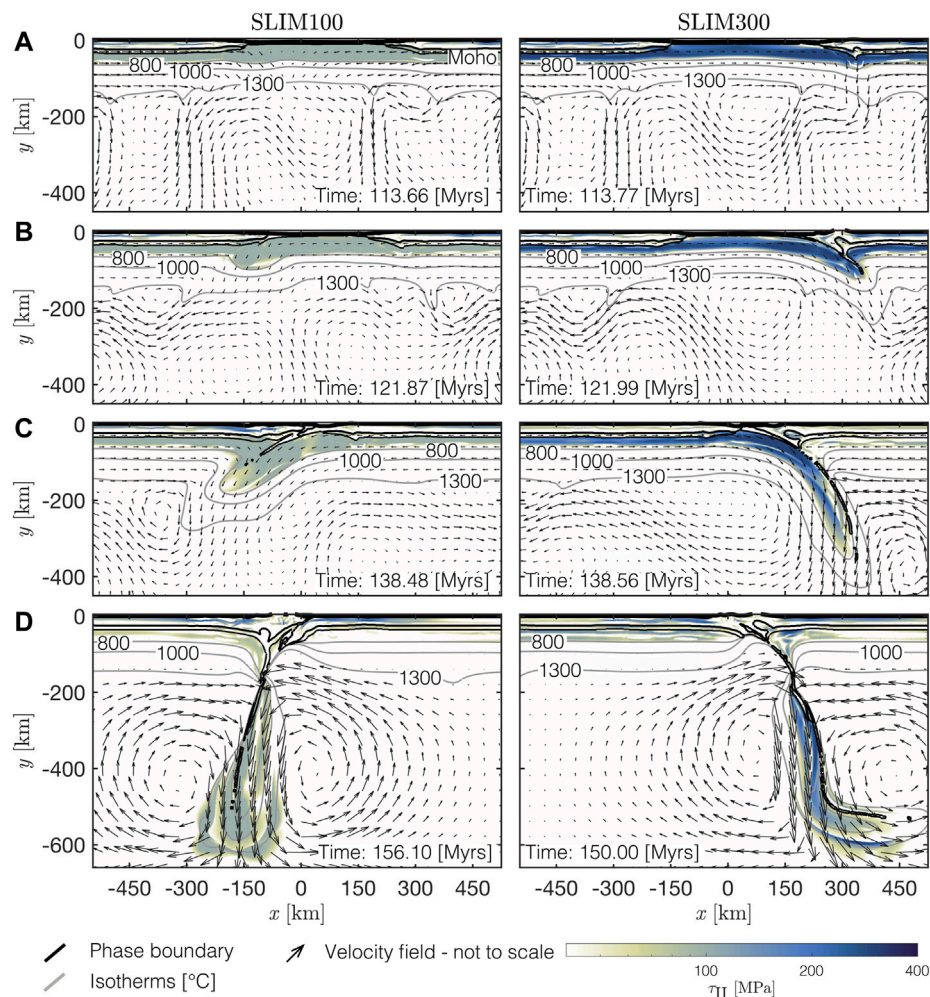 SLIM100 SLIM300
A
0 -200 -400
y [km]
800 1000 1300 Moho
Time: 113.66 [Myrs]
800 1000 1300
Time: 113.77 [Myrs]
B
0 -200 -400
y [km]
800 1000 1300
Time: 121.87 [Myrs]
800 1000 1300
Time: 121.99 [Myrs]
C
0 -200 -400
y [km]
1000 800
1300
Time: 138.48 [Myrs]
800 1000 1300
Time: 138.56 [Myrs]
D
0 -200 -400 -600
y [km]
800 1000 1300
Time: 156.10 [Myrs]
800 1000
1300
Time: 150.00 [Myrs]
-450 -300 -150 0 150 300 450 -450 -300 -150 0 150 300 450
x [km] x [km]
Phase boundary Velocity field - not to scale
Isotherms [°C]
100 200 400
τII [MPa]